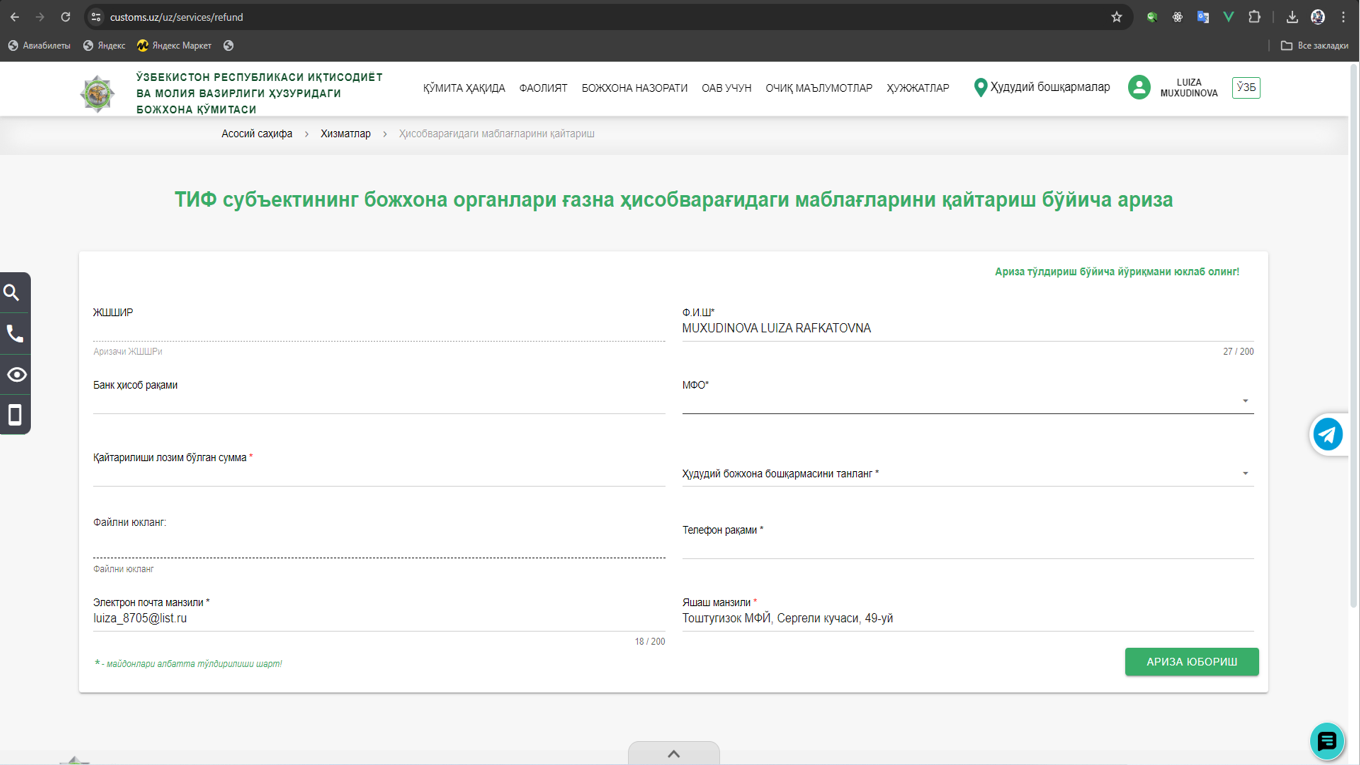 customs.uz/uz/services/refund
Авиабилеты
Яндекс
Яндекс Маркет
Все закладки
ЎЗБЕКИСТОН РЕСПУБЛИКАСИ ИҚТИСОДИЁТ
ВА МОЛИЯ ВАЗИРЛИГИ ҲУЗУРИДАГИ
БОЖХОНА ҚЎМИТАСИ
ҚЎМИТА ҲАҚИДА
ФАОЛИЯТ
БОЖХОНА НАЗОРАТИ
ОАВ УЧУН
ОЧИҚ МАЪЛУМОТЛАР
ҲУЖЖАТЛАР
Ҳудудий бошқармалар
LUIZA
MUXUDINOVA
ЎЗБ
Асосий саҳифа > Хизматлар > Ҳисобварағидаги маблағларини қайтариш
ТИФ субъектининг божхона органлари ғазна ҳисобварағидаги маблағларини қайтариш бўйича ариза
Ариза тўлдириш бўйича йўриқмани юклаб олинг!
ЖШШИР
Аризачи ЖШШРи
Ф.И.Ш*
MUXUDINOVA LUIZA RAFKATOVNA
27 / 200
Банк ҳисоб рақами
МФО*
Қайтарилиши лозим бўлган сумма *
Ҳудудий божхона бошқармасини танланг *
Файлни юкланг:
Файлни юкланг
Телефон рақами *
Электрон почта манзили *
luiza_8705@list.ru
18 / 200
Яшаш манзили *
Тоштугизок МФЙ, Сергели кучаси, 49-уй
* - майдонлари албатта тўлдирилиши шарт!
АРИЗА ЮБОРИШ